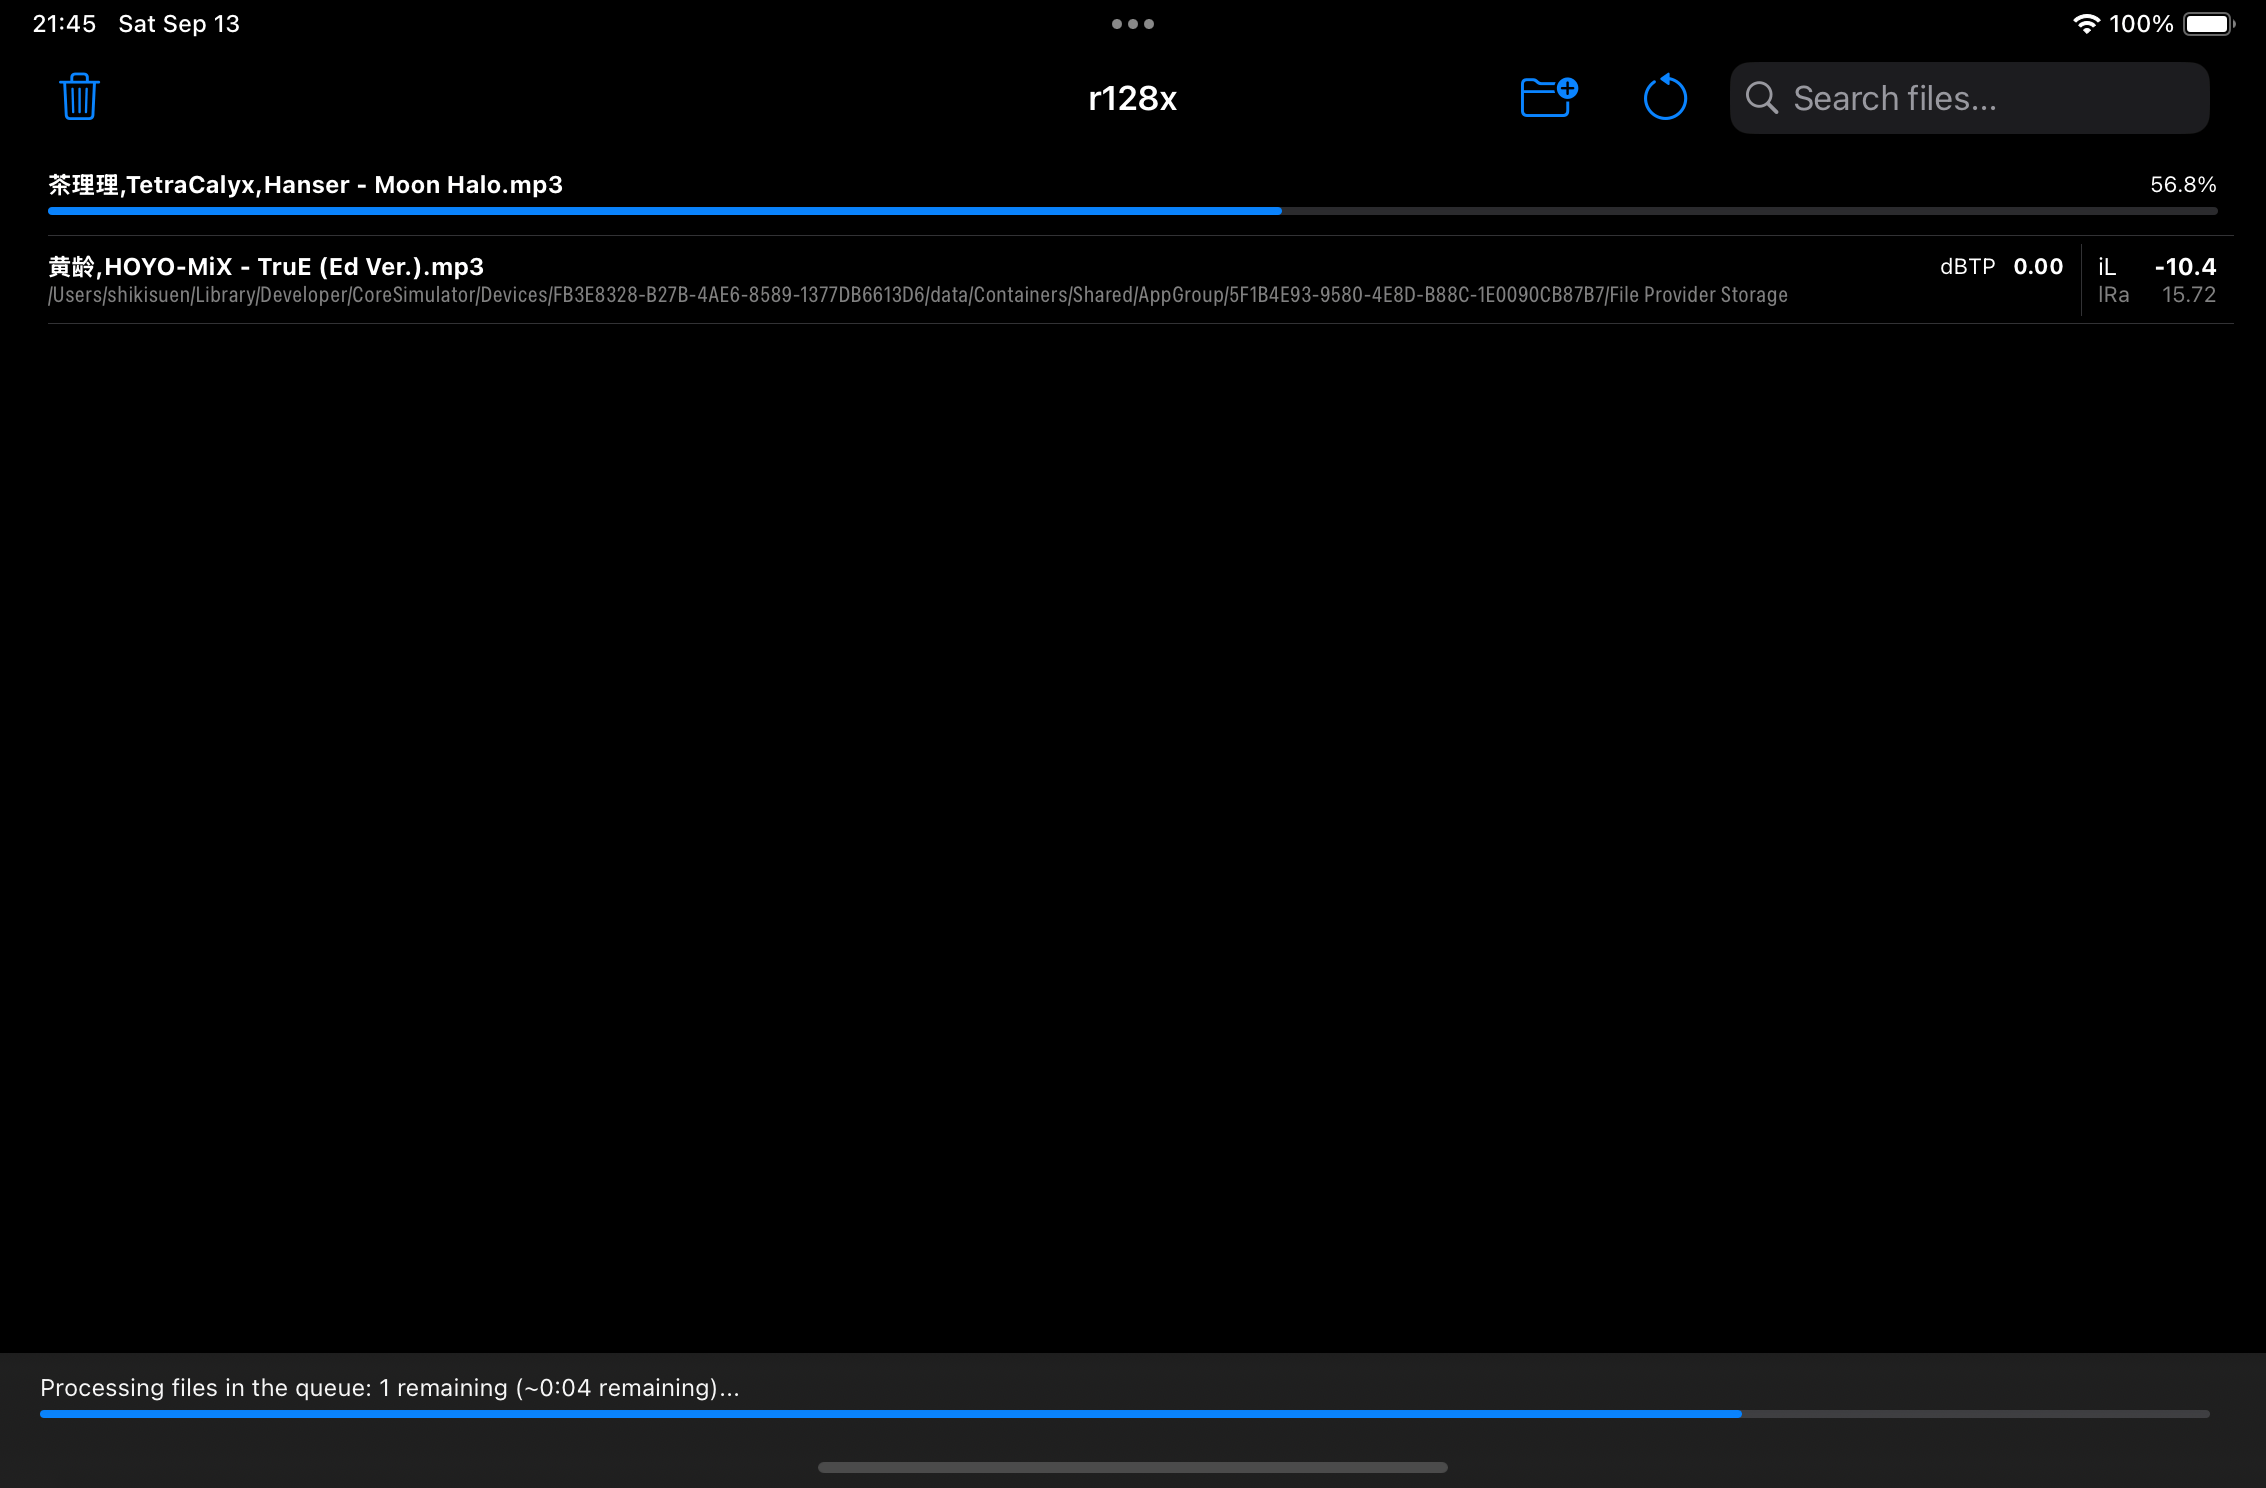 21:45 Sat Sep 13
100%
r128x
Search files...
茶理理,TetraCalyx,Hanser - Moon Halo.mp3
56.8%
黄龄,HOYO-MiX - TruE (Ed Ver.).mp3
dBTP 0.00
iL -10.4
/Users/shikisuen/Library/Developer/CoreSimulator/Devices/FB3E8328-B27B-4AE6-8589-1377DB6613D6/data/Containers/Shared/AppGroup/5F1B4E93-9580-4E8D-B88C-1E0090CB87B7/File Provider Storage
lRa 15.72
Processing files in the queue: 1 remaining (~0:04 remaining)...